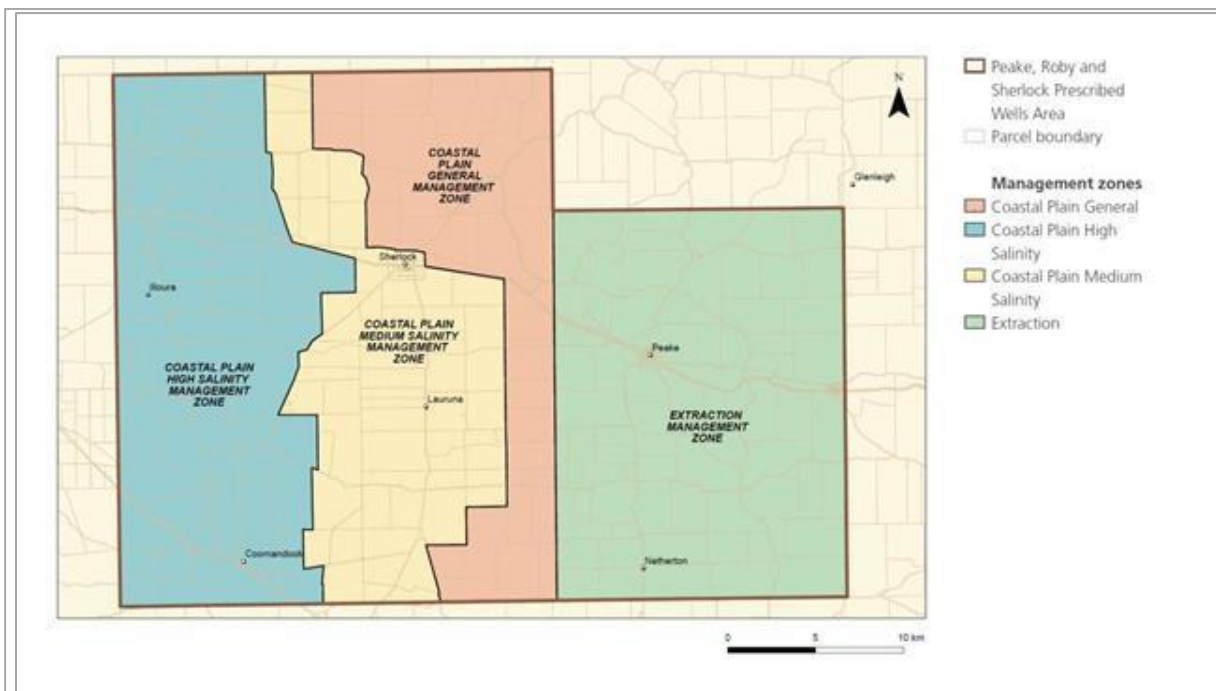 N
COASTAL
PLAIN
GENERAL
MANAGEMENT
ZONE
Glenleigh
Sherlock
Roura
COASTAL PLAIN
MEDIUM SALINITY
MANAGEMENT
ZONE
Peake
COASTAL PLAIN
HIGH SALINITY
MANAGEMENT
ZONE
Lauruna
EXTRACTION
MANAGEMENT
ZONE
Coomandook
Netherton
0 5 10 km
Peake, Roby and
Sherlock Prescribed
Wells Area
Parcel boundary
Management zones
Coastal Plain General
Coastal Plain High
Salinity
Coastal Plain Medium
Salinity
Extraction